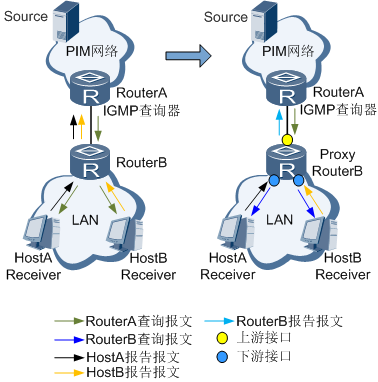 Source
PIM网络
RouterA
IGMP查询器
RouterB
LAN
HostA
Receiver
HostB
Receiver
Source
PIM网络
RouterA
IGMP查询器
Proxy
RouterB
LAN
HostA
Receiver
HostB
Receiver
RouterA查询报文
RouterB查询报文
HostA报告报文
HostB报告报文
RouterB报告报文
上游接口
下游接口